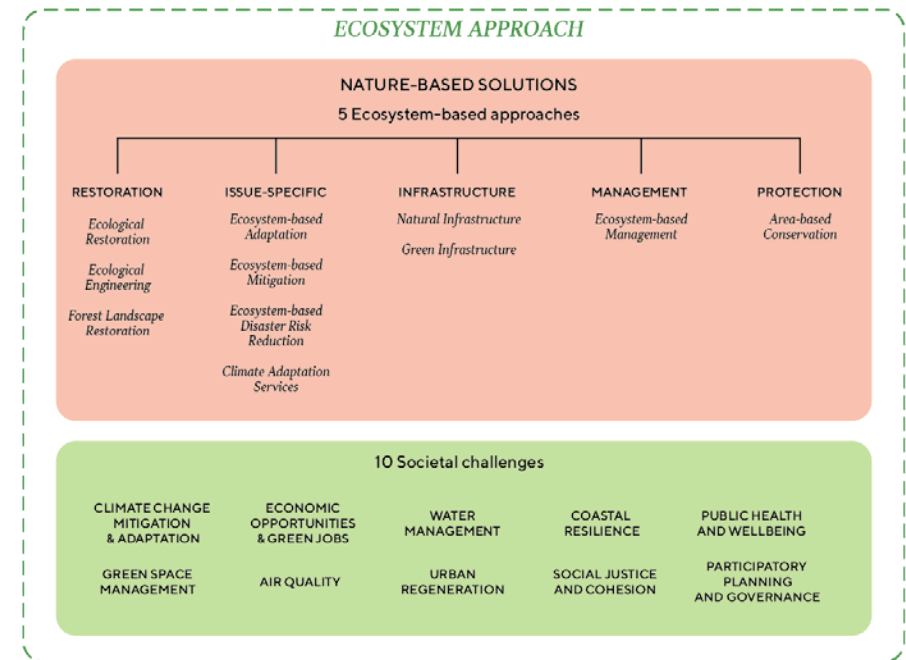 ECOSYSTEM APPROACH
NATURE-BASED SOLUTIONS
5 Ecosystem-based approaches
RESTORATION
Ecological
Restoration
Ecological
Engineering
Forest Landscape
Restoration
ISSUE-SPECIFIC
Ecosystem-based
Adaptation
Ecosystem-based
Mitigation
Ecosystem-based
Disaster Risk
Reduction
Climate Adaptation
Services
INFRASTRUCTURE
Natural Infrastructure
Green Infrastructure
MANAGEMENT
Ecosystem-based
Management
PROTECTION
Area-based
Conservation
10 Societal challenges
CLIMATE CHANGE
MITIGATION
& ADAPTATION
ECONOMIC
OPPORTUNITIES
& GREEN JOBS
WATER
MANAGEMENT
COASTAL
RESILIENCE
PUBLIC HEALTH
AND WELLBEING
GREEN SPACE
MANAGEMENT
AIR QUALITY
URBAN
REGENERATION
SOCIAL JUSTICE
AND COHESION
PARTICIPATORY
PLANNING
AND GOVERNANCE